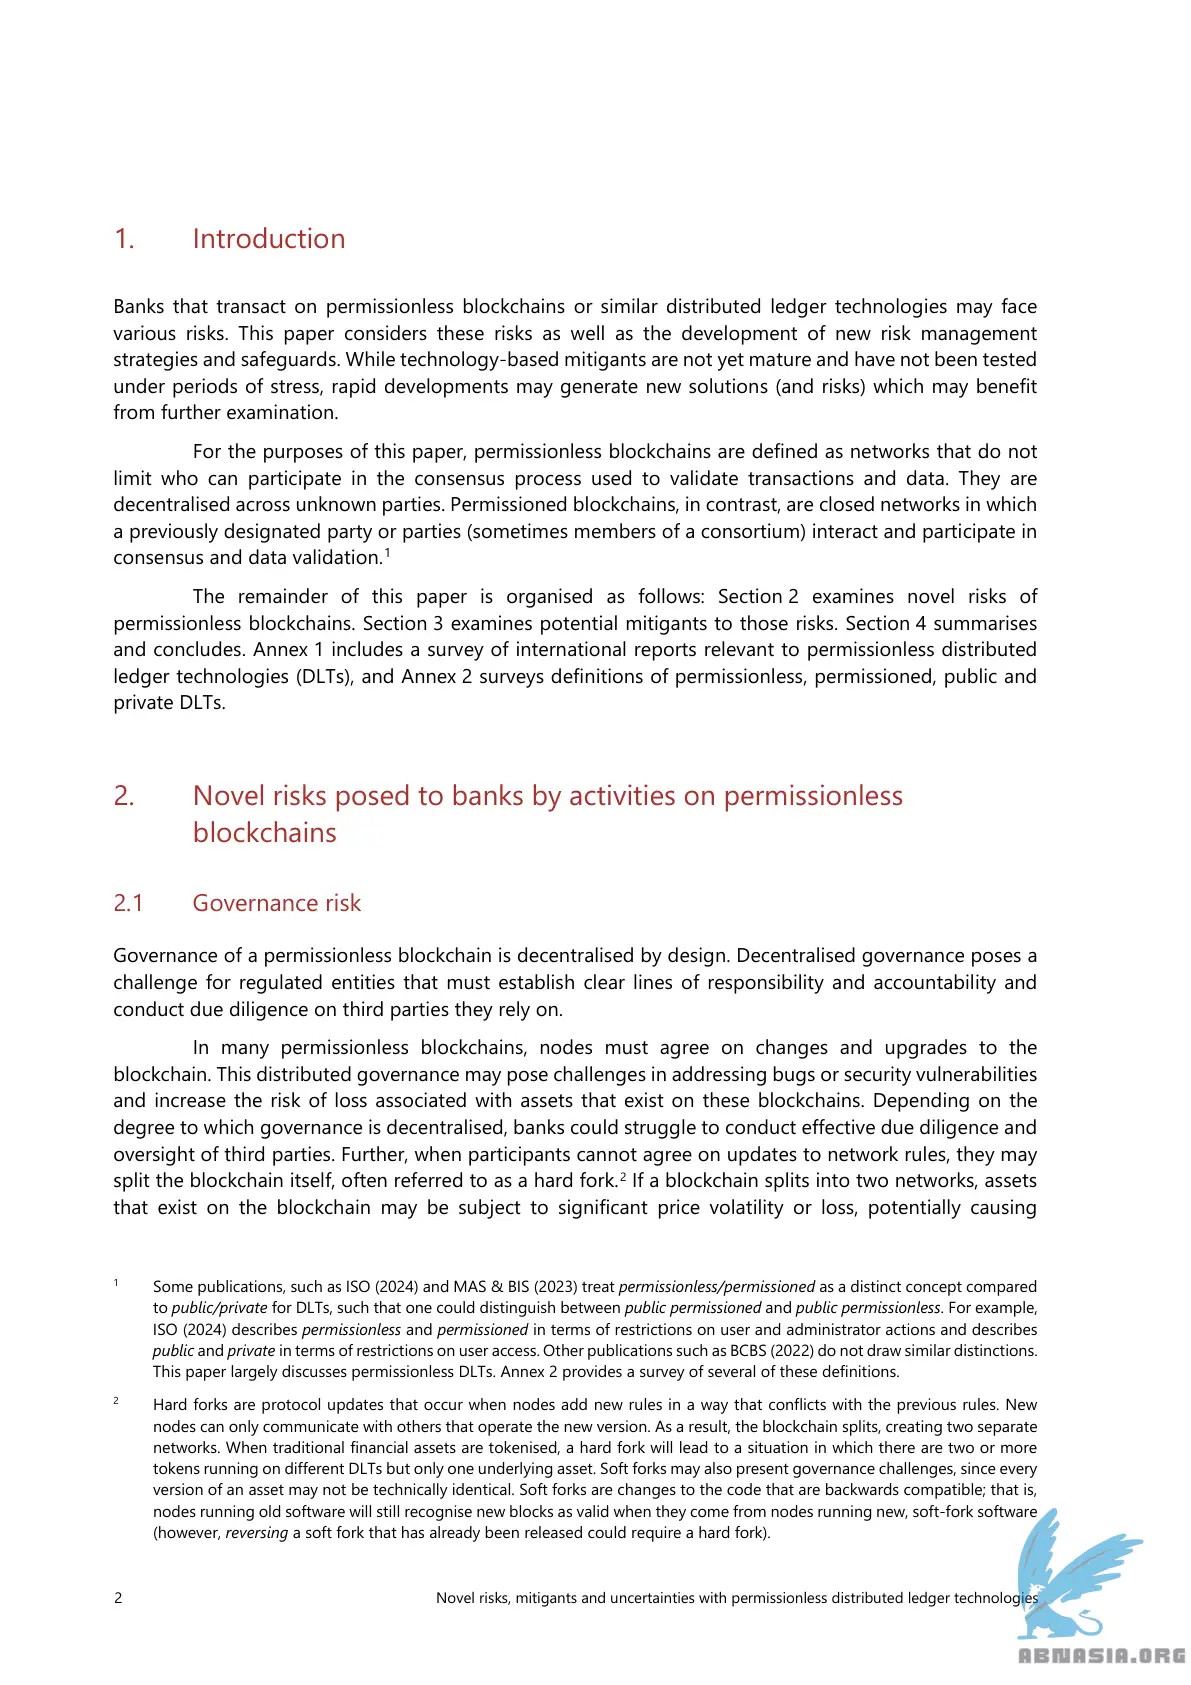 1. Introduction
Banks that transact on permissionless blockchains or similar distributed ledger technologies may face
various risks. This paper considers these risks as well as the development of new risk management
strategies and safeguards. While technology-based mitigants are not yet mature and have not been tested
under periods of stress, rapid developments may generate new solutions (and risks) which may benefit
from further examination.
For the purposes of this paper, permissionless blockchains are defined as networks that do not
limit who can participate in the consensus process used to validate transactions and data. They are
decentralised across unknown parties. Permissioned blockchains, in contrast, are closed networks in which
a previously designated party or parties (sometimes members of a consortium) interact and participate in
consensus and data validation.1
The remainder of this paper is organised as follows: Section 2 examines novel risks of
permissionless blockchains. Section 3 examines potential mitigants to those risks. Section 4 summarises
and concludes. Annex 1 includes a survey of international reports relevant to permissionless distributed
ledger technologies (DLTs), and Annex 2 surveys definitions of permissionless, permissioned, public and
private DLTs.
2. Novel risks posed to banks by activities on permissionless
blockchains
2.1 Governance risk
Governance of a permissionless blockchain is decentralised by design. Decentralised governance poses a
challenge for regulated entities that must establish clear lines of responsibility and accountability and
conduct due diligence on third parties they rely on.
In many permissionless blockchains, nodes must agree on changes and upgrades to the
blockchain. This distributed governance may pose challenges in addressing bugs or security vulnerabilities
and increase the risk of loss associated with assets that exist on these blockchains. Depending on the
degree to which governance is decentralised, banks could struggle to conduct effective due diligence and
oversight of third parties. Further, when participants cannot agree on updates to network rules, they may
split the blockchain itself, often referred to as a hard fork.2 If a blockchain splits into two networks, assets
that exist on the blockchain may be subject to significant price volatility or loss, potentially causing
1 Some publications, such as ISO (2024) and MAS & BIS (2023) treat permissionless/permissioned as a distinct concept compared
to public/private for DLTs, such that one could distinguish between public permissioned and public permissionless. For example,
ISO (2024) describes permissionless and permissioned in terms of restrictions on user and administrator actions and describes
public and private in terms of restrictions on user access. Other publications such as BCBS (2022) do not draw similar distinctions.
This paper largely discusses permissionless DLTs. Annex 2 provides a survey of several of these definitions.
2 Hard forks are protocol updates that occur when nodes add new rules in a way that conflicts with the previous rules. New
nodes can only communicate with others that operate the new version. As a result, the blockchain splits, creating two separate
networks. When traditional financial assets are tokenised, a hard fork will lead to a situation in which there are two or more
tokens running on different DLTs but only one underlying asset. Soft forks may also present governance challenges, since every
version of an asset may not be technically identical. Soft forks are changes to the code that are backwards compatible; that is,
nodes running old software will still recognise new blocks as valid when they come from nodes running new, soft-fork software
(however, reversing a soft fork that has already been released could require a hard fork).
2 Novel risks, mitigants and uncertainties with permissionless distributed ledger technologies
ABNASIA.ORG